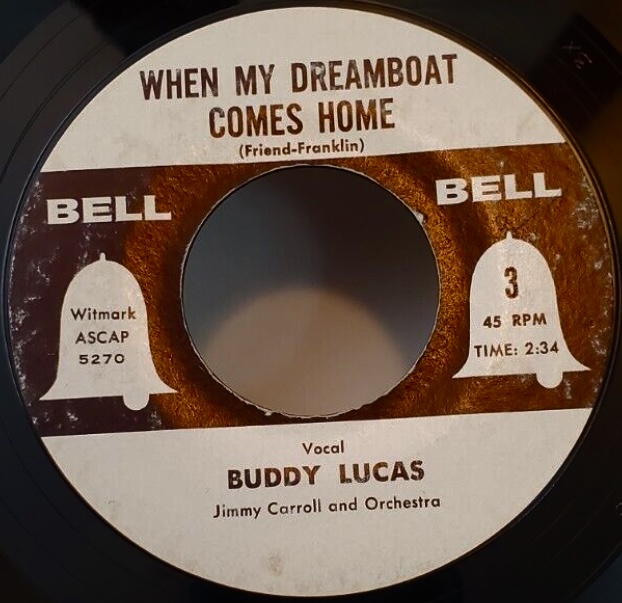 WHEN MY DREAMBOAT
COMES HOME
(Friend-Franklin)
BELL
BELL
Witmark
ASCAP
5270
3
45 RPM
TIME: 2:34
Vocal
BUDDY LUCAS
Jimmy Carroll and Orchestra